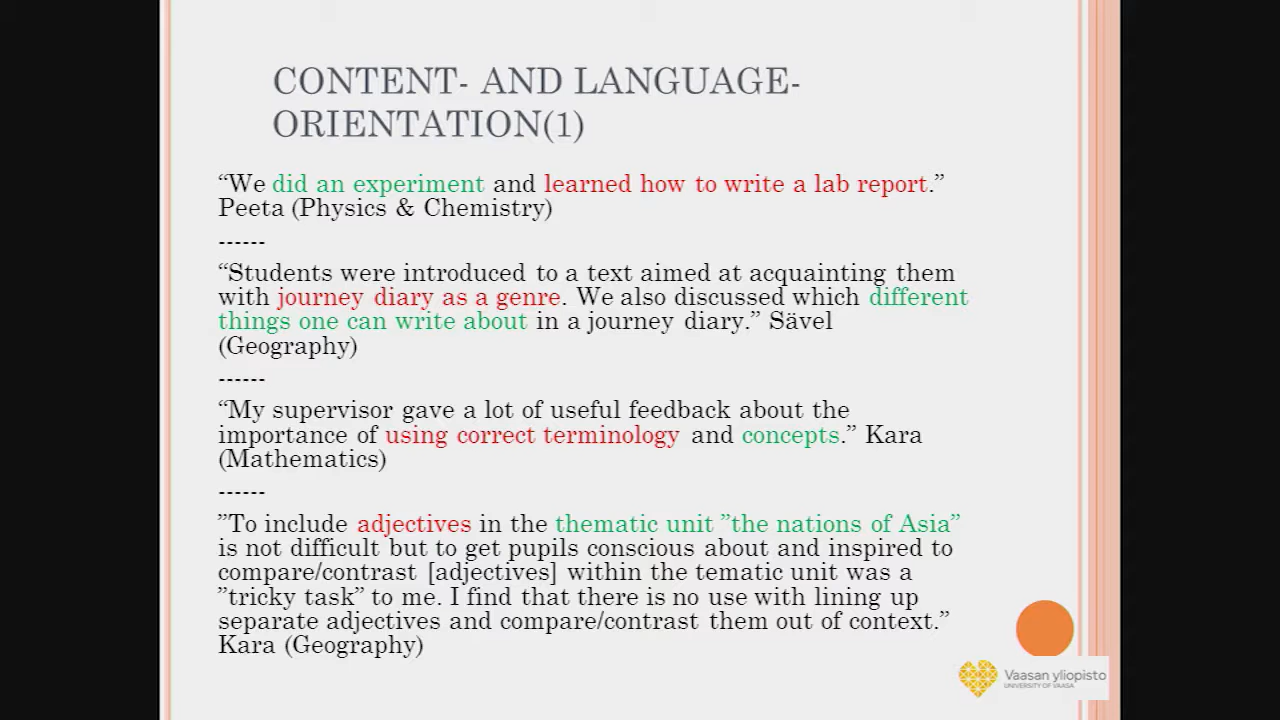 CONTENT- AND LANGUAGE-
ORIENTATION(1)
“We did an experiment and learned how to write a lab report.”
Peeta (Physics & Chemistry)
------
“Students were introduced to a text aimed at acquainting them
with journey diary as a genre. We also discussed which different
things one can write about in a journey diary.” Sävel
(Geography)
------
“My supervisor gave a lot of useful feedback about the
importance of using correct terminology and concepts.” Kara
(Mathematics)
------
”To include adjectives in the thematic unit ”the nations of Asia”
is not difficult but to get pupils conscious about and inspired to
compare/contrast [adjectives] within the tematic unit was a
”tricky task” to me. I find that there is no use with lining up
separate adjectives and compare/contrast them out of context.”
Kara (Geography)
Vaasan yliopisto
UNIVERSITY OF VAASA